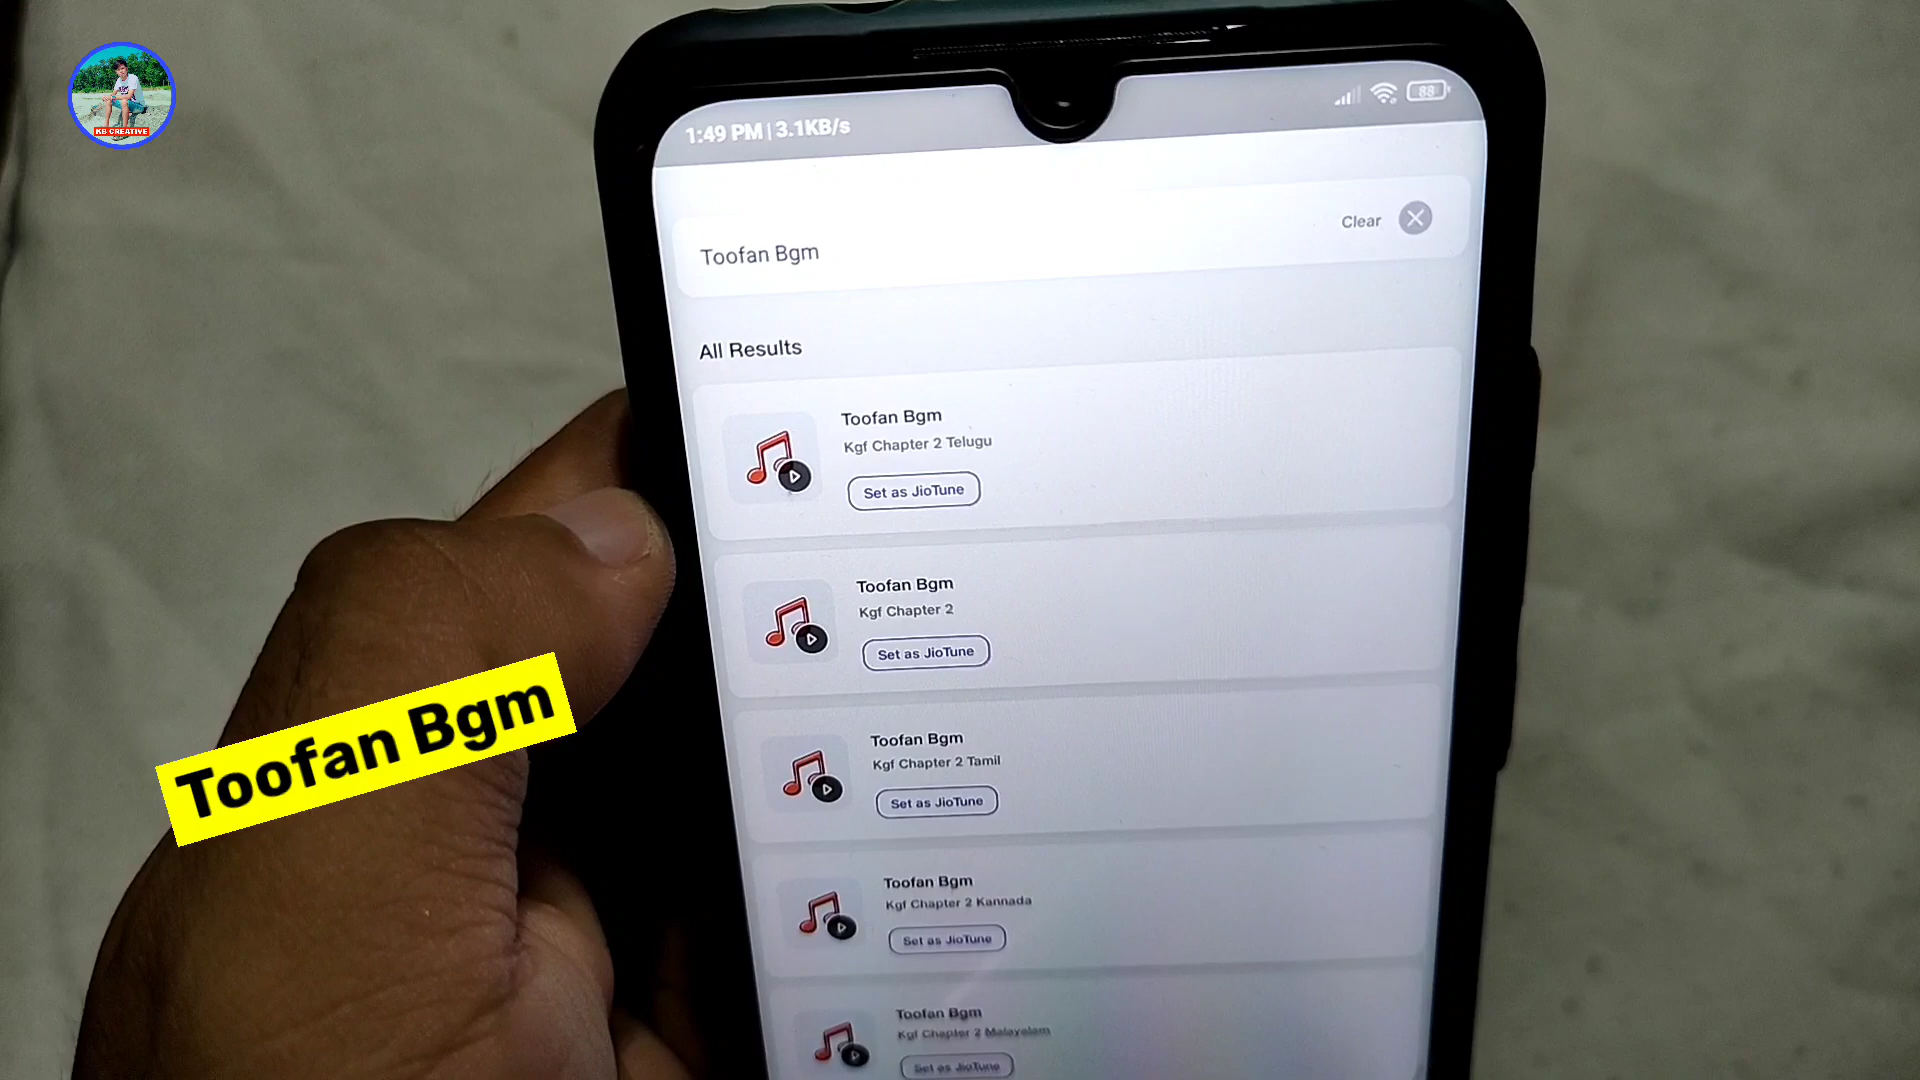 KB CREATIVE
1:49 PM | 3.1KB/s
88
Toofan Bgm
Clear
All Results
Toofan Bgm
Kgf Chapter 2 Telugu
Set as JioTune
Toofan Bgm
Kgf Chapter 2
Set as JioTune
Toofan Bgm
Kgf Chapter 2 Tamil
Set as JioTune
Toofan Bgm
Kgf Chapter 2 Kannada
Set as JioTune
Toofan Bgm
Kgf Chapter 2 Malayalam
Set as JioTune
Toofan Bgm